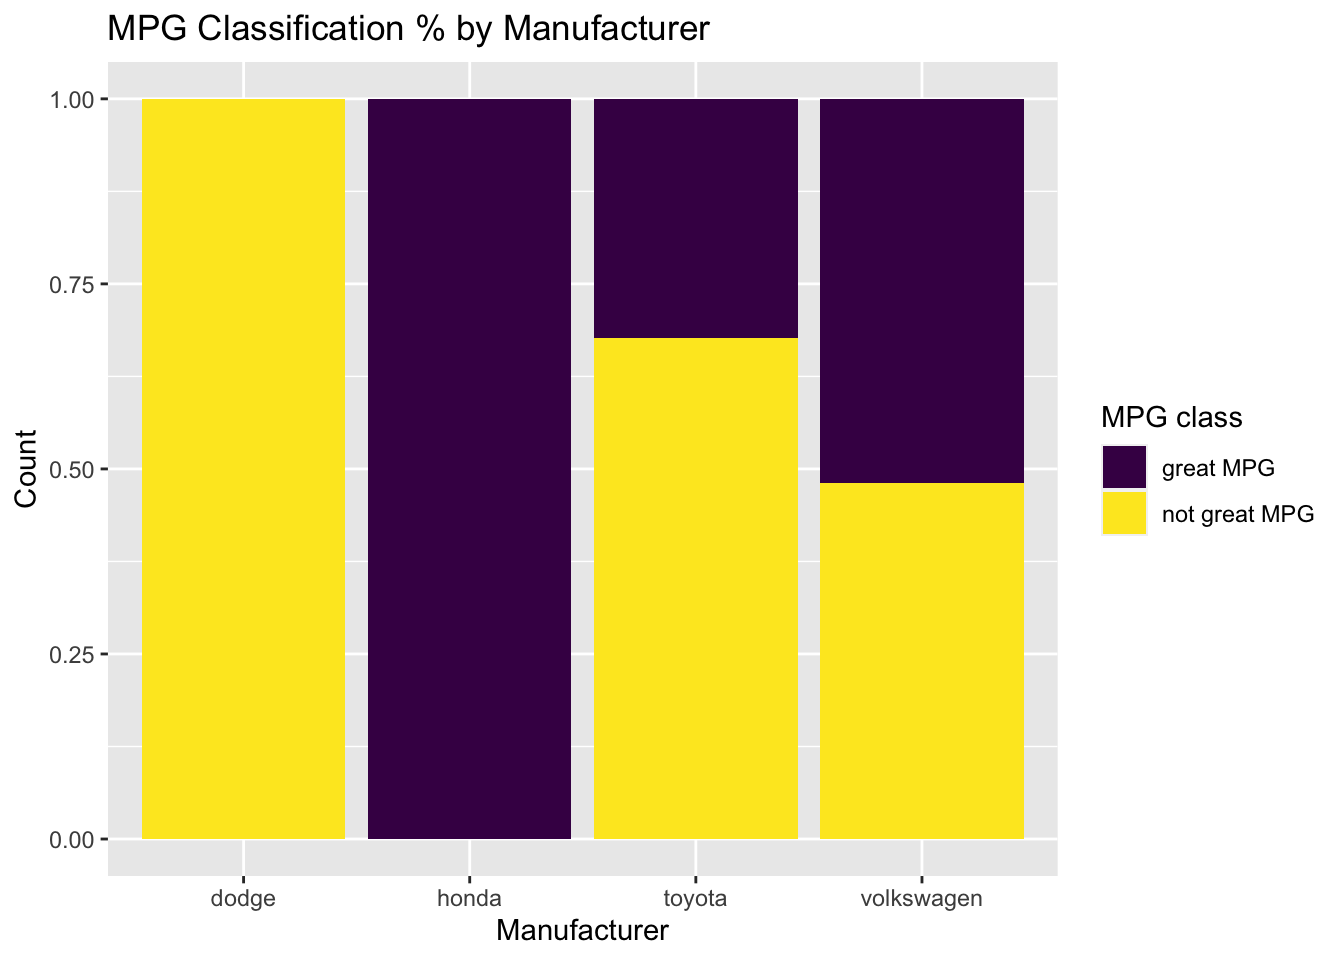 MPG Classification % by Manufacturer
1.00
0.75
0.50
0.25
0.00
Count
dodge honda toyota volkswagen
Manufacturer
MPG class
great MPG
not great MPG